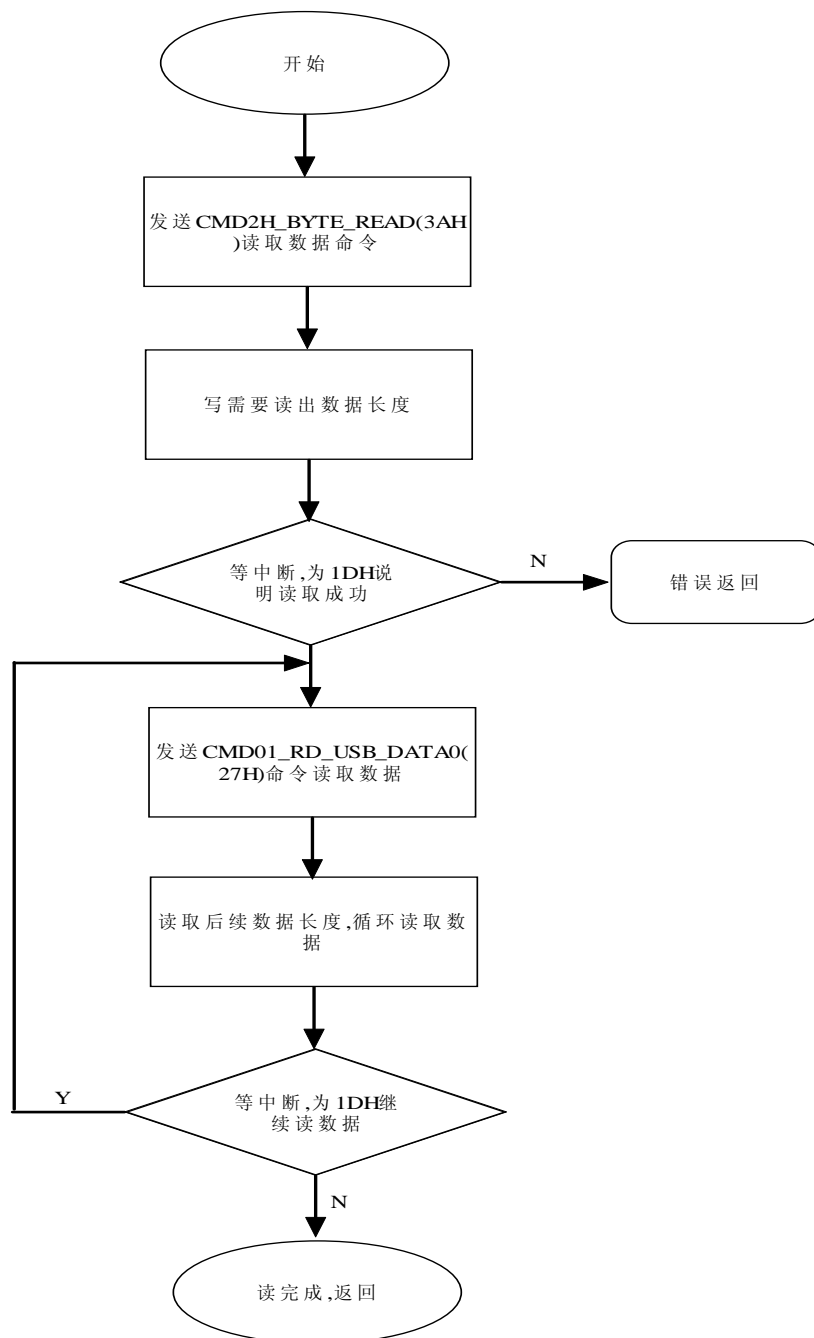 开始
发送CMD2H_BYTE_READ(3AH
)读取数据命令
写需要读出数据长度
等中断,为1DH说
明读取成功
N
错误返回
发送CMD01_RD_USB_DATA0(
27H)命令读取数据
读取后续数据长度,循环读取数
据
等中断,为1DH继
续读数据
Y
N
读完成,返回